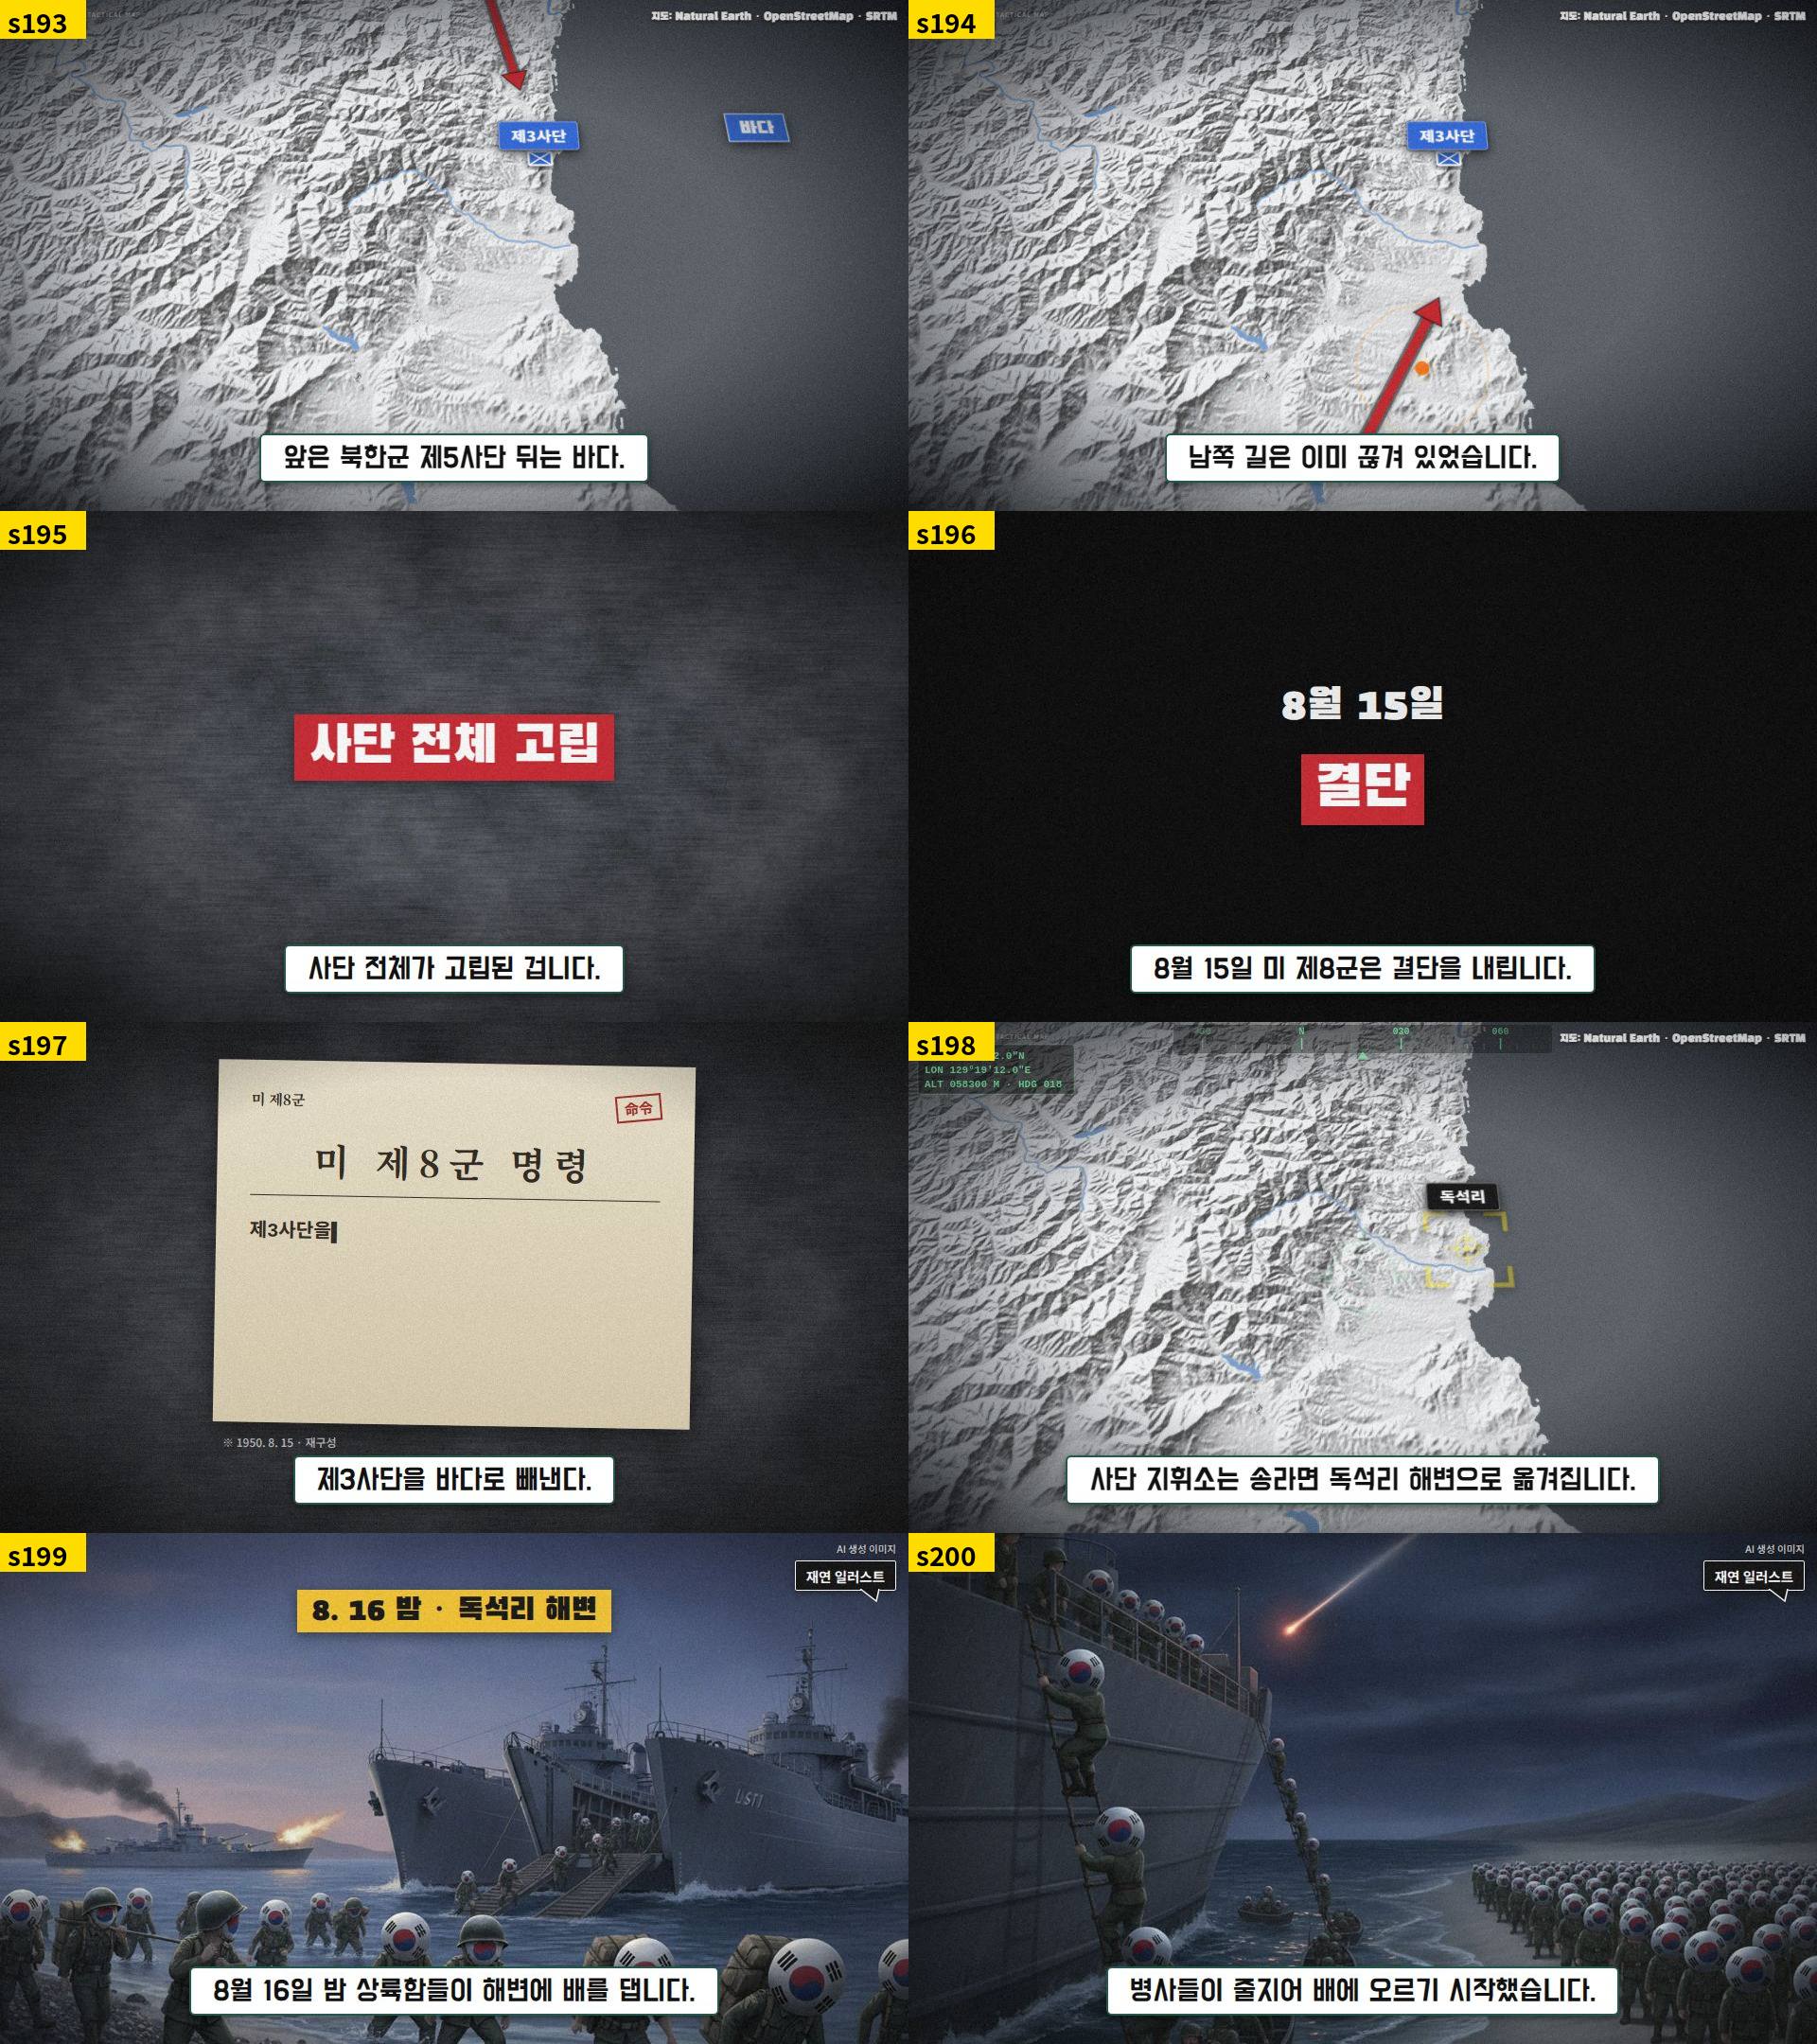 s193
지도: Natural Earth · OpenStreetMap · SRTM
제3사단
바다
앞은 북한군 제5사단 뒤는 바다.
s194
지도: Natural Earth · OpenStreetMap · SRTM
제3사단
남쪽 길은 이미 끊겨 있었습니다.
s195
사단 전체 고립
사단 전체가 고립된 겁니다.
s196
8월 15일
결단
8월 15일 미 제8군은 결단을 내립니다.
s197
미 제8군
命令
미 제8군 명령
제3사단을
※ 1950. 8. 15 · 재구성
제3사단을 바다로 빼낸다.
s198
N
030
060
지도: Natural Earth · OpenStreetMap · SRTM
2.0"N
LON 129°19'12.0"E
ALT 058300 M · HDG 018
독석리
사단 지휘소는 송라면 독석리 해변으로 옮겨집니다.
s199
AI 생성 이미지
재연 일러스트
8. 16 밤 · 독석리 해변
8월 16일 밤 상륙함들이 해변에 배를 댑니다.
s200
AI 생성 이미지
재연 일러스트
병사들이 줄지어 배에 오르기 시작했습니다.